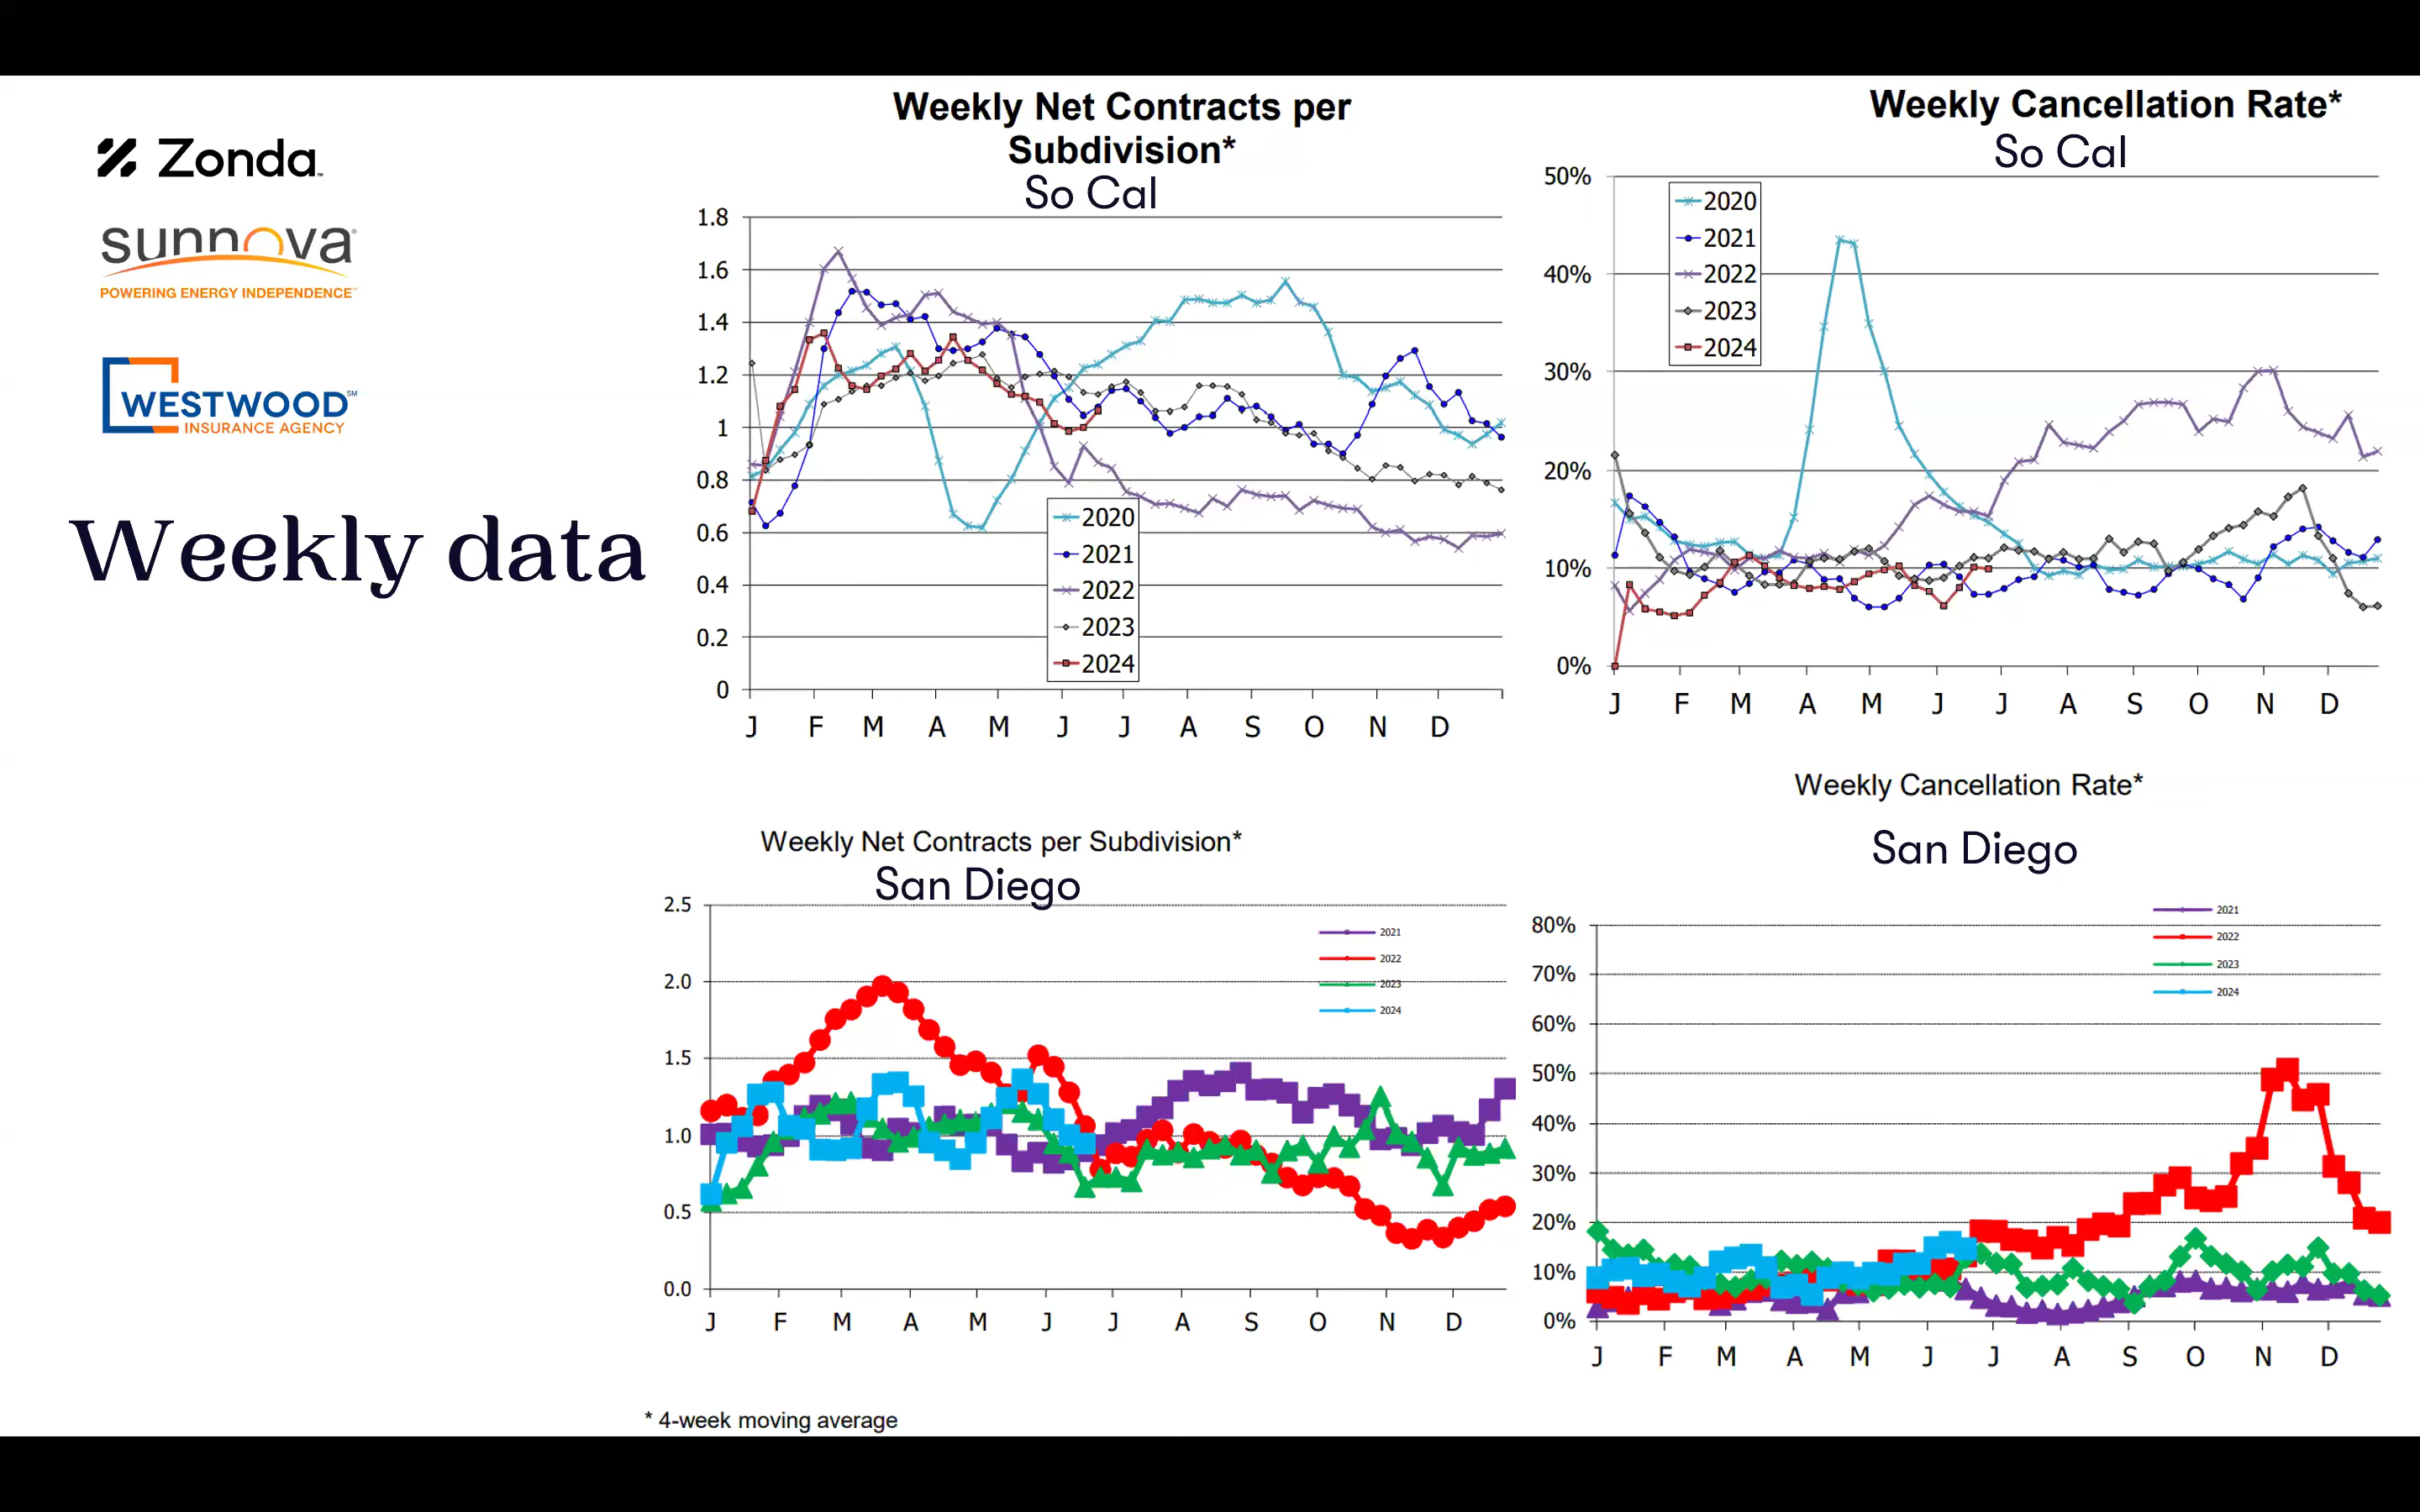 Zonda™
sunnova®
POWERING ENERGY INDEPENDENCE™
WESTWOOD℠
INSURANCE AGENCY
Weekly data
Weekly Net Contracts per
Subdivision*
So Cal
1.8
1.6
1.4
1.2
1
0.8
0.6
0.4
0.2
0
2020
2021
2022
2023
2024
J F M A M J J A S O N D
Weekly Cancellation Rate*
So Cal
50%
40%
30%
20%
10%
0%
2020
2021
2022
2023
2024
J F M A M J J A S O N D
Weekly Net Contracts per Subdivision*
San Diego
2.5
2.0
1.5
1.0
0.5
0.0
2021
2022
2023
2024
J F M A M J J A S O N D
Weekly Cancellation Rate*
San Diego
80%
70%
60%
50%
40%
30%
20%
10%
0%
2021
2022
2023
2024
J F M A M J J A S O N D
* 4-week moving average